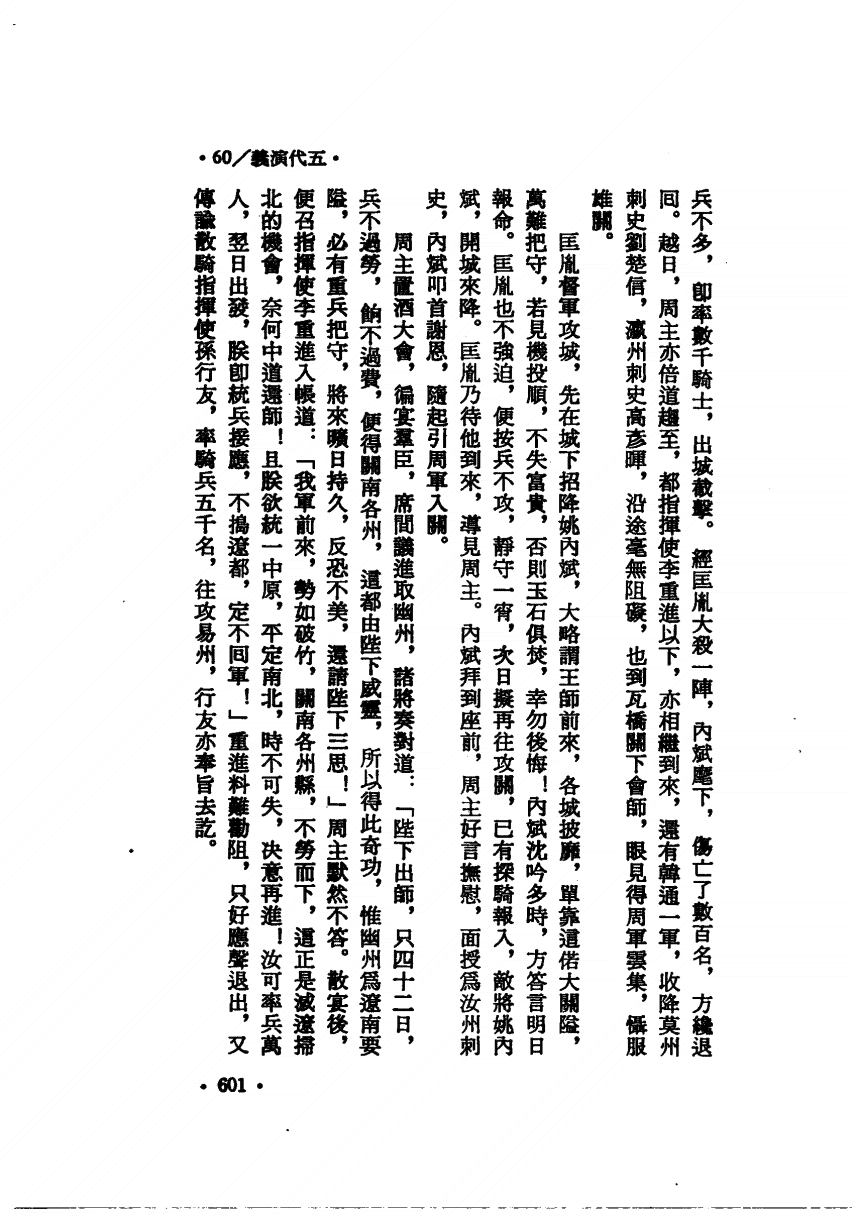 •60/義演代五•
兵不多，卽率數千騎士，出城截擊。經匡胤大殺一陣，內斌麾下，傷亡了數百名，方纔退
回。越日，周主亦倍道趨至，都指揮使李重進以下，亦相繼到來，還有韓通一軍，收降莫州
刺史劉楚信，瀛州刺史高彥暉，沿途毫無阻礙，也到瓦橋關下會師，眼見得周軍雲集，懾服
雄關。
匡胤督軍攻城，先在城下招降姚內斌，大略謂王師前來，各城披靡，單靠這偌大關隘，
萬難把守，若見機投順，不失富貴，否則玉石俱焚，幸勿後悔！內斌沈吟多時，方答言明日
報命。匡胤也不強迫，便按兵不攻，靜守一宵，次日擬再往攻關，已有探騎報入，敵將姚內
斌，開城來降。匡胤乃待他到來，導見周主。內斌拜到座前，周主好言撫慰，面授爲汝州刺
史，內斌叩首謝恩，隨起引周軍入關。
周主置酒大會，徧宴羣臣，席間議進取幽州，諸將奏對道：「陛下出師，只四十二日，
兵不過勞，餉不過費，便得關南各州，這都由陛下威靈，所以得此奇功，惟幽州爲遼南要
隘，必有重兵把守，將來曠日持久，反恐不美，還請陛下三思！」周主默然不答。散宴後，
便召指揮使李重進入帳道：「我軍前來，勢如破竹，關南各州縣，不勞而下，這正是滅遼掃
北的機會，奈何中道還師！且朕欲統一中原，平定南北，時不可失，決意再進！汝可率兵萬
人，翌日出發，朕卽統兵接應，不搗遼都，定不回軍！」重進料難勸阻，只好應聲退出，又
傳諭散騎指揮使孫行友，率騎兵五千名，往攻易州，行友亦奉旨去訖。
•601•